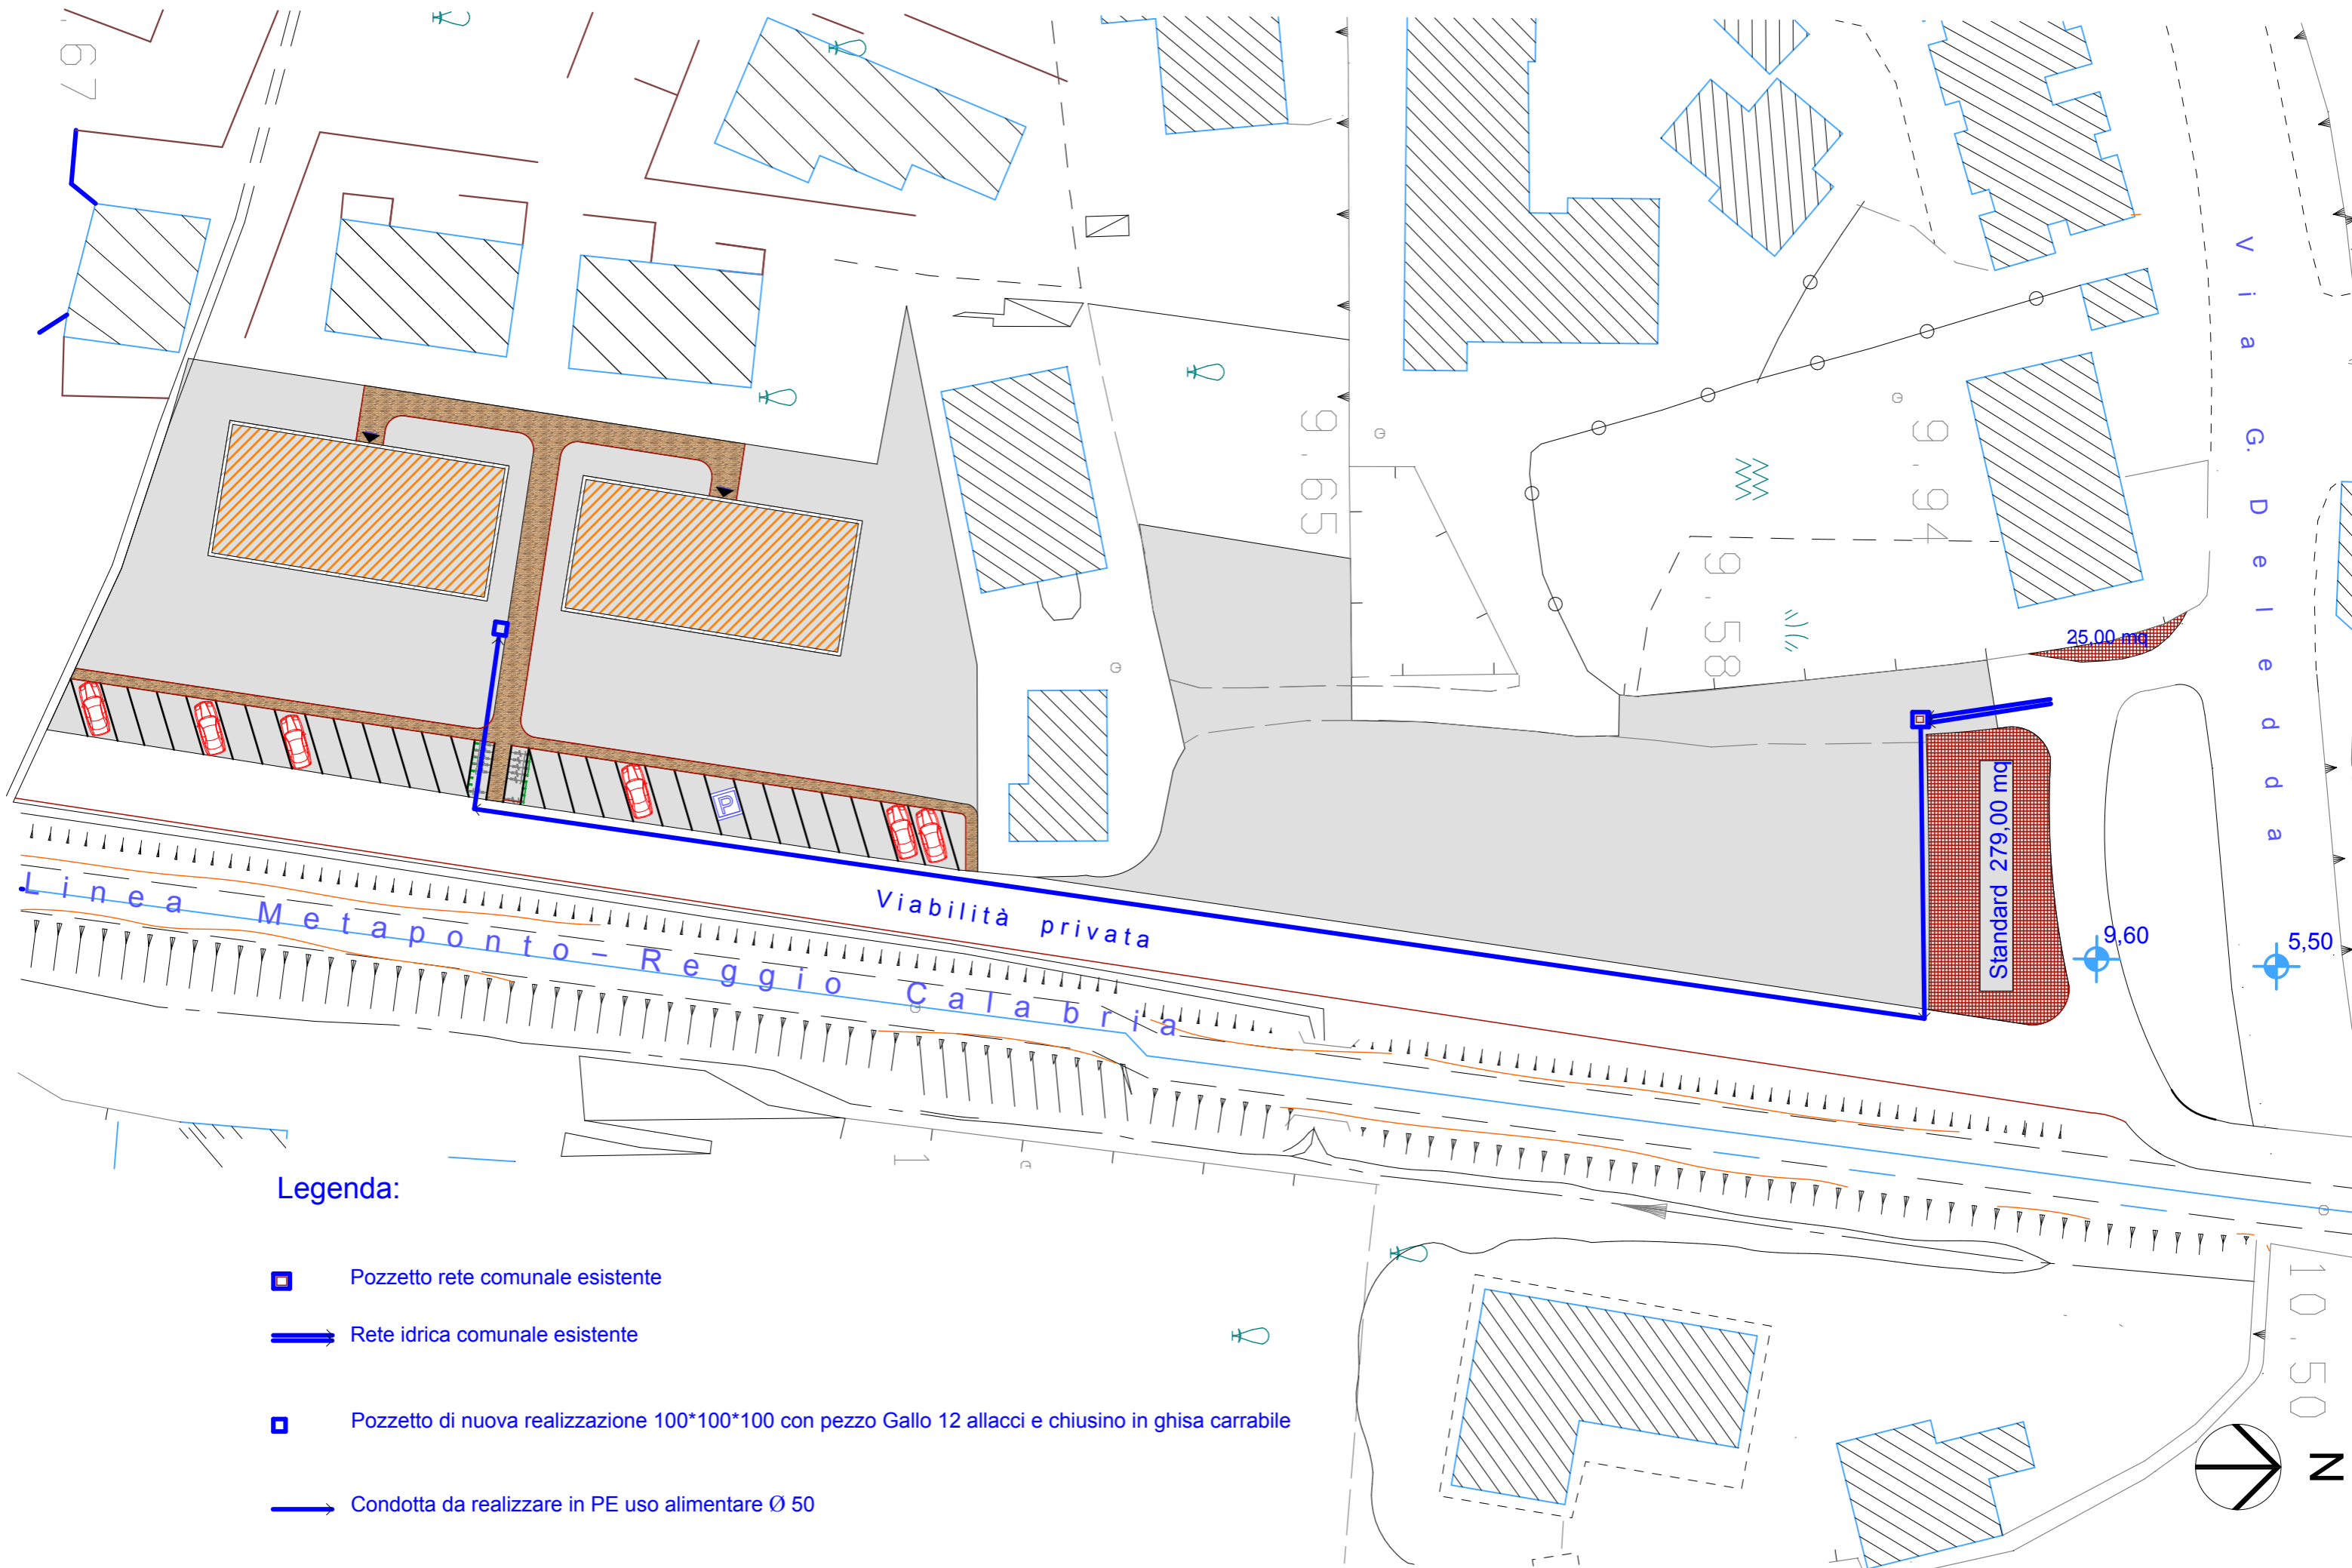 67
9.65
9.94
9.58
Via G. Deledda
25,00 mq
Standard 279,00 mq
9,60
5,50
P
Viabilità privata
Linea Metaponto – Reggio Calabria
1
10.50
N
Legenda:
Pozzetto rete comunale esistente
Rete idrica comunale esistente
Pozzetto di nuova realizzazione 100*100*100 con pezzo Gallo 12 allacci e chiusino in ghisa carrabile
Condotta da realizzare in PE uso alimentare Ø 50